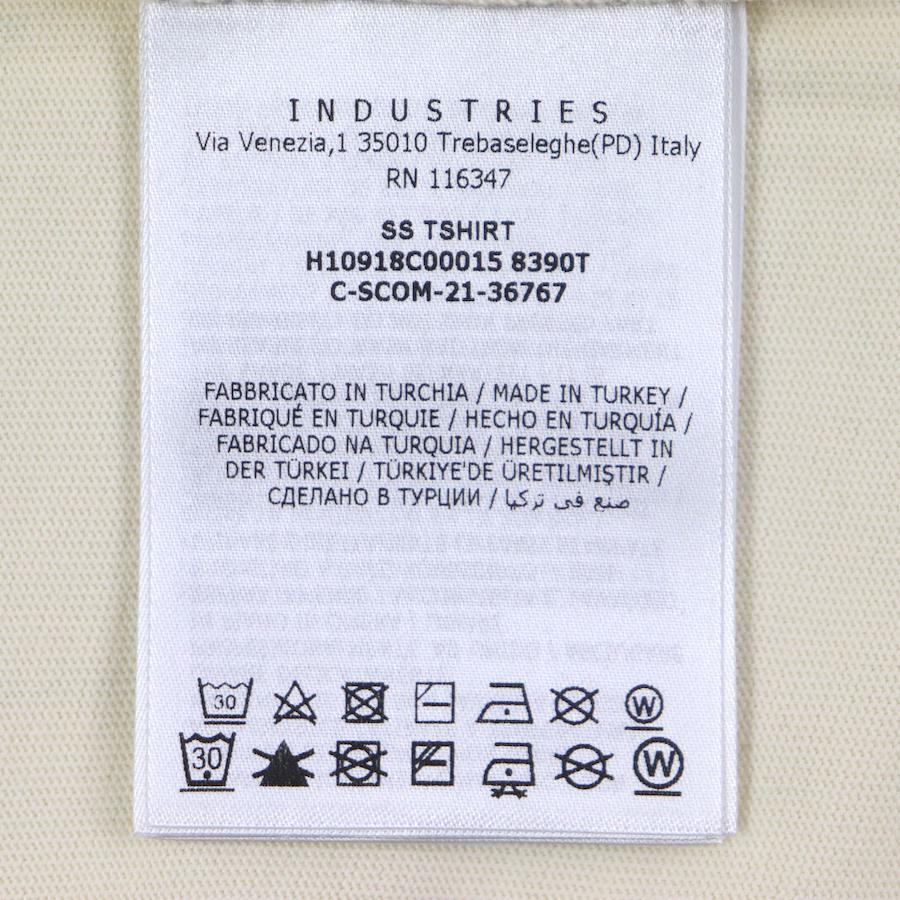 INDUSTRIES
Via Venezia,1 35010 Trebaseleghe(PD) Italy
RN 116347
SS TSHIRT
H10918C00015 8390T
C-SCOM-21-36767
FABBRICATO IN TURCHIA / MADE IN TURKEY /
FABRIQUÉ EN TURQUIE / HECHO EN TURQUÍA /
FABRICADO NA TURQUIA / HERGESTELLT IN
DER TÜRKEI / TÜRKIYE'DE ÜRETILMIŞTIR /
СДЕЛАНО В ТУРЦИИ / صنع في تركيا
30 W
30 W